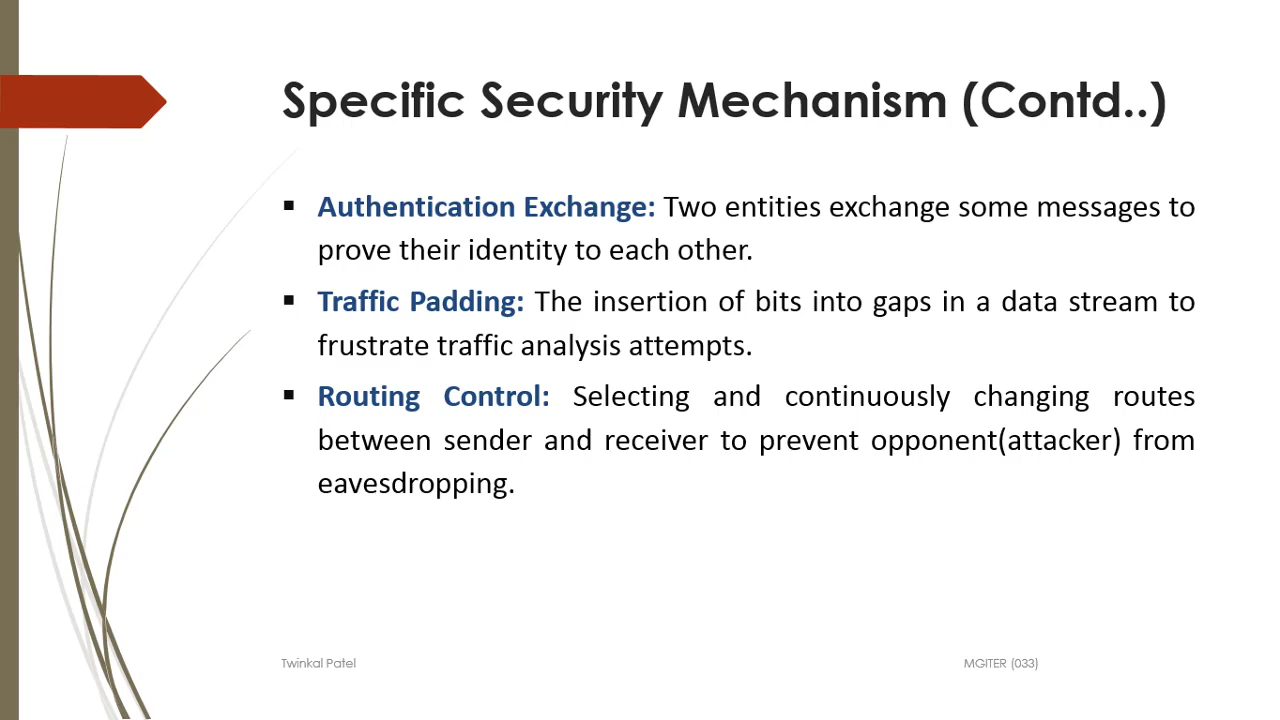 Specific Security Mechanism (Contd..)
▪ Authentication Exchange: Two entities exchange some messages to
prove their identity to each other.
▪ Traffic Padding: The insertion of bits into gaps in a data stream to
frustrate traffic analysis attempts.
▪ Routing Control: Selecting and continuously changing routes
between sender and receiver to prevent opponent(attacker) from
eavesdropping.
Twinkal Patel
MGITER (033)